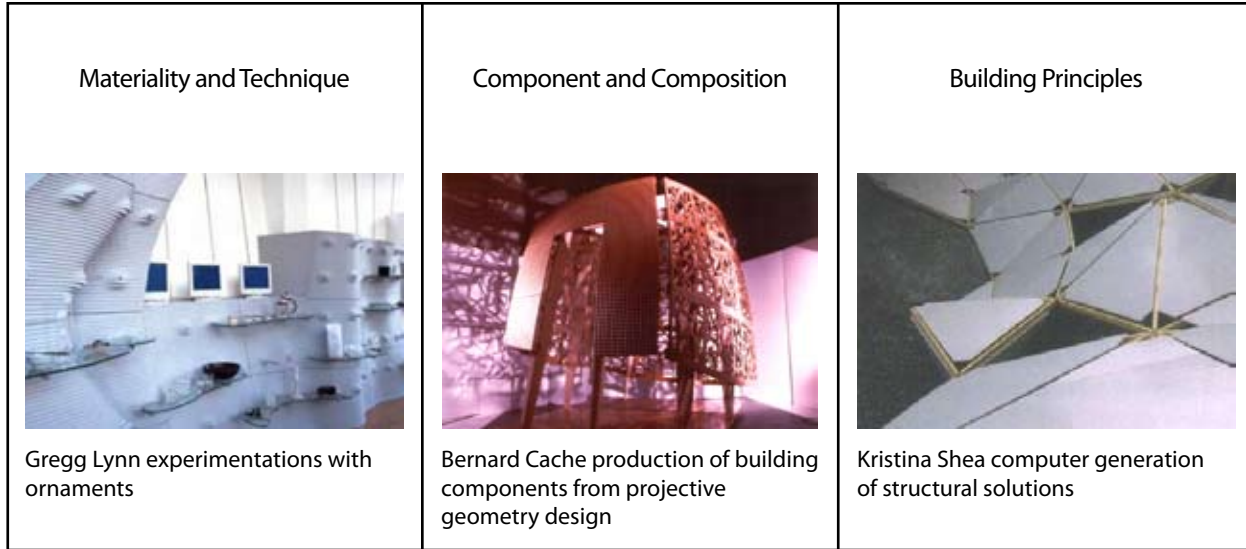 Materiality and Technique
Component and Composition
Building Principles
Gregg Lynn experimentations with
ornaments
Bernard Cache production of building
components from projective
geometry design
Kristina Shea computer generation
of structural solutions